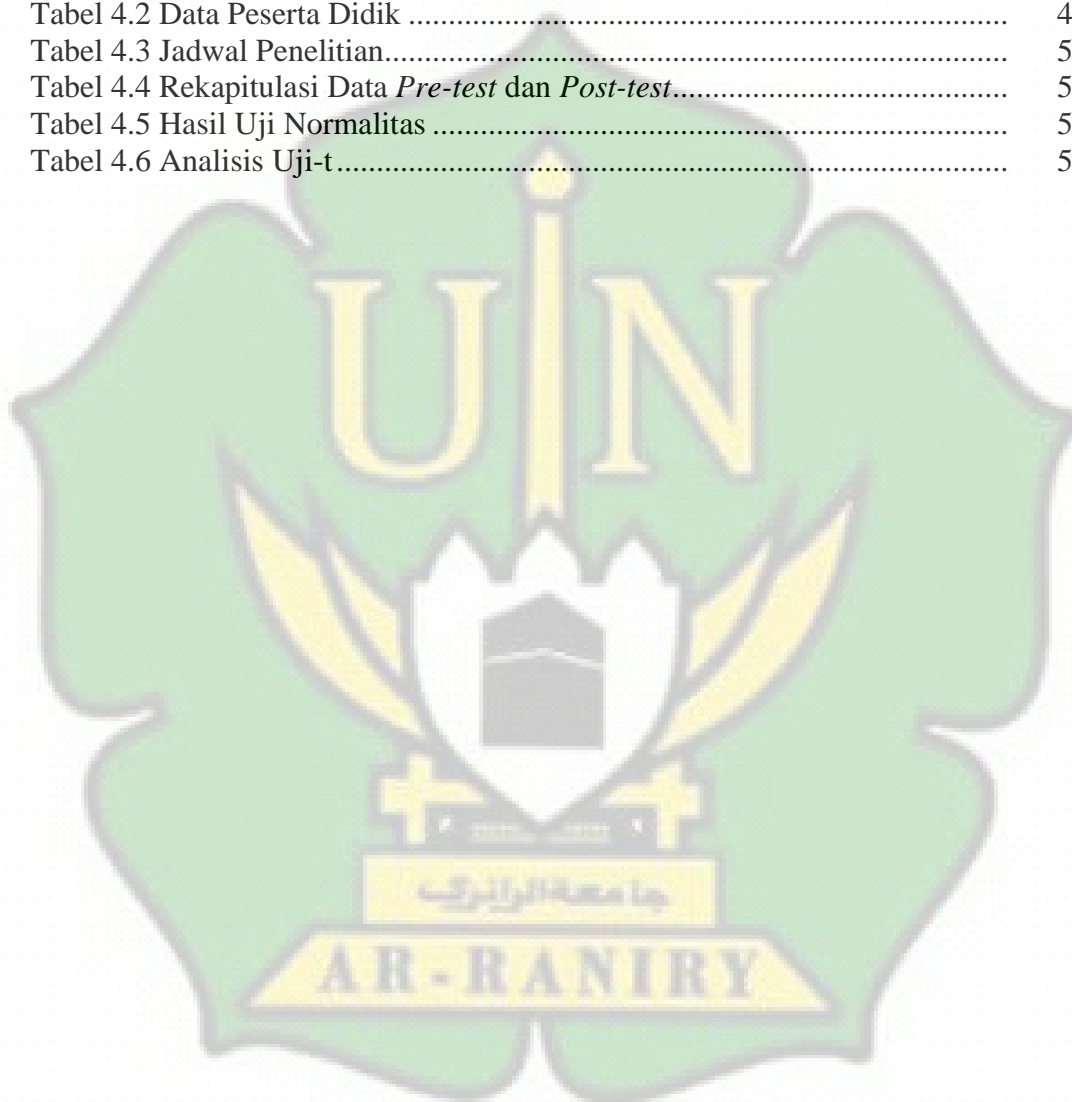 Tabel 4.2 Data Peserta Didik ........................................................................... 4
Tabel 4.3 Jadwal Penelitian.............................................................................. 5
Tabel 4.4 Rekapitulasi Data Pre-test dan Post-test.......................................... 5
Tabel 4.5 Hasil Uji Normalitas ........................................................................ 5
Tabel 4.6 Analisis Uji-t.................................................................................... 5
UIN
جامعةالرانري
AR-RANIRY